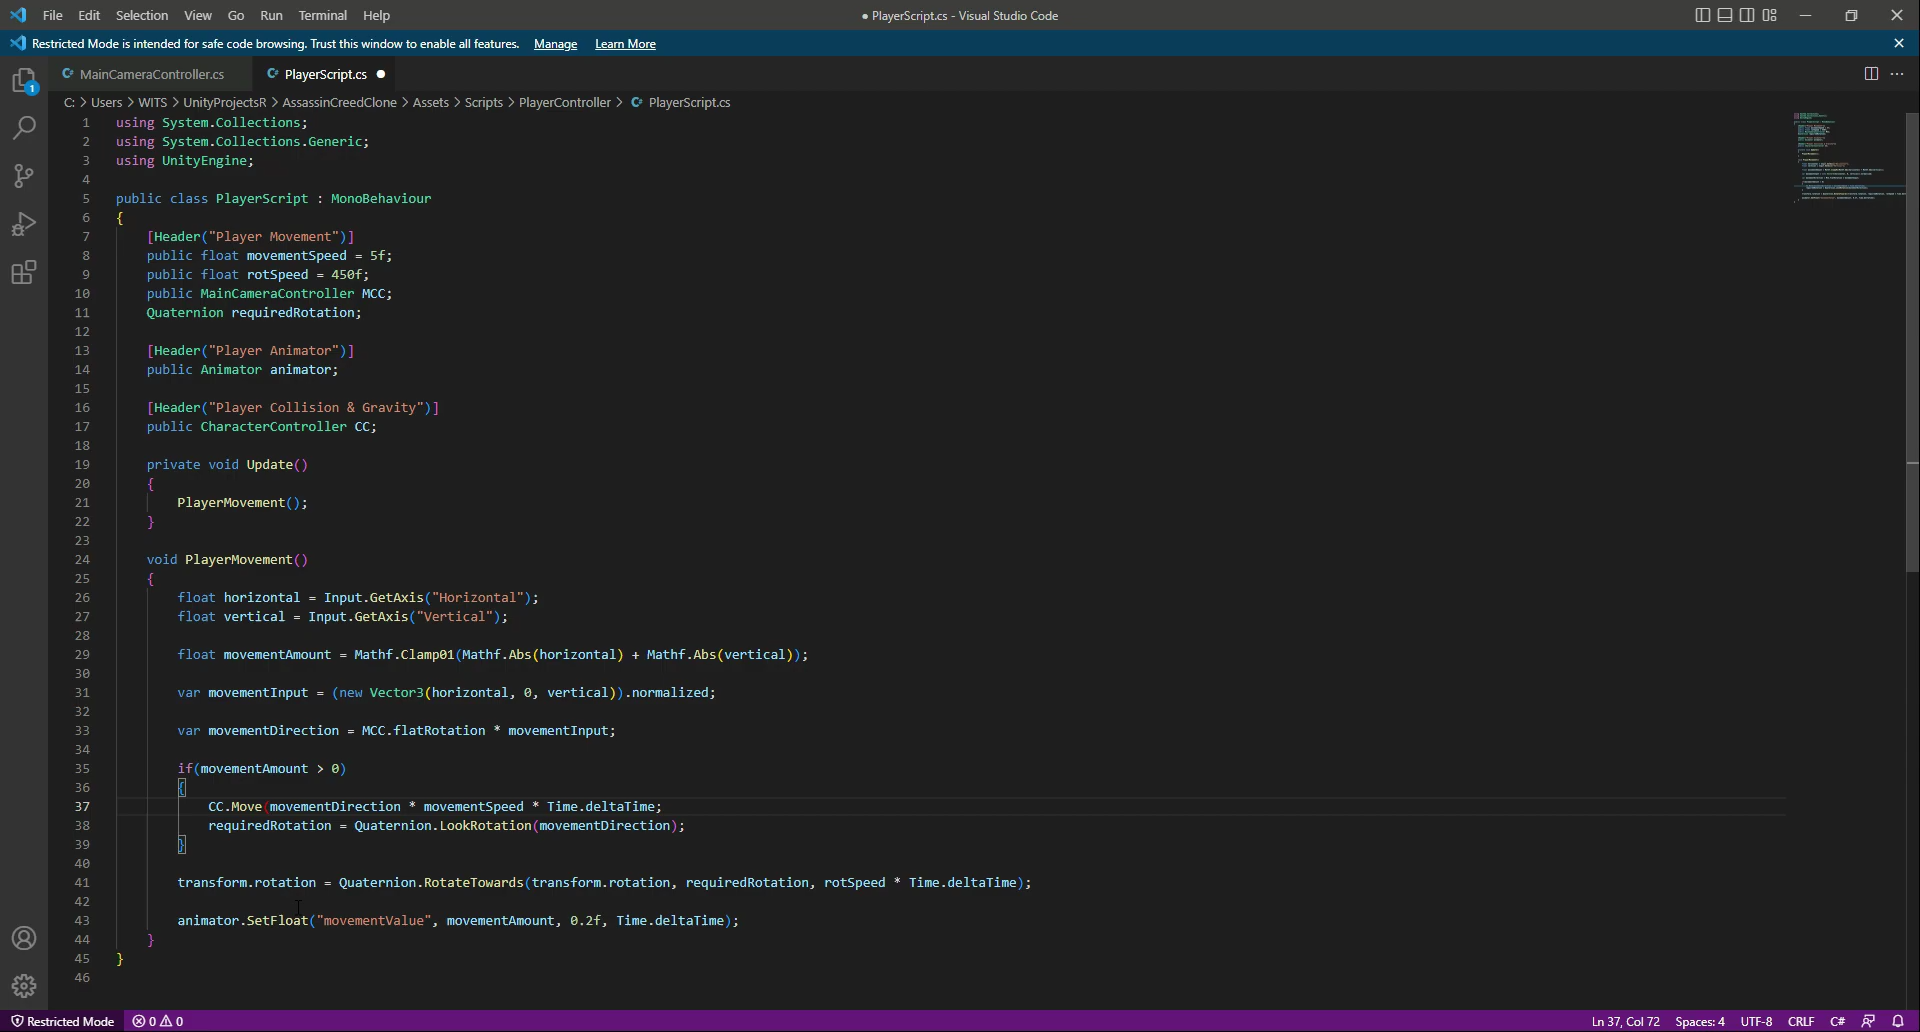 File Edit Selection View Go Run Terminal Help
● PlayerScript.cs - Visual Studio Code
Restricted Mode is intended for safe code browsing. Trust this window to enable all features. Manage Learn More
1
C# MainCameraController.cs
C# PlayerScript.cs ●
C: > Users > WITS > UnityProjectsR > AssassinCreedClone > Assets > Scripts > PlayerController > C# PlayerScript.cs
1 using System.Collections;
2 using System.Collections.Generic;
3 using UnityEngine;
4
5 public class PlayerScript : MonoBehaviour
6 {
7     [Header("Player Movement")]
8     public float movementSpeed = 5f;
9     public float rotSpeed = 450f;
10     public MainCameraController MCC;
11     Quaternion requiredRotation;
12
13     [Header("Player Animator")]
14     public Animator animator;
15
16     [Header("Player Collision & Gravity")]
17     public CharacterController CC;
18
19     private void Update()
20     {
21         PlayerMovement();
22     }
23
24     void PlayerMovement()
25     {
26         float horizontal = Input.GetAxis("Horizontal");
27         float vertical = Input.GetAxis("Vertical");
28
29         float movementAmount = Mathf.Clamp01(Mathf.Abs(horizontal) + Mathf.Abs(vertical));
30
31         var movementInput = (new Vector3(horizontal, 0, vertical)).normalized;
32
33         var movementDirection = MCC.flatRotation * movementInput;
34
35         if(movementAmount > 0)
36         {
37             CC.Move(movementDirection * movementSpeed * Time.deltaTime;
38             requiredRotation = Quaternion.LookRotation(movementDirection);
39         }
40
41         transform.rotation = Quaternion.RotateTowards(transform.rotation, requiredRotation, rotSpeed * Time.deltaTime);
42
43         animator.SetFloat("movementValue", movementAmount, 0.2f, Time.deltaTime);
44     }
45 }
46
Restricted Mode 0 0 Ln 37, Col 72 Spaces: 4 UTF-8 CRLF C#